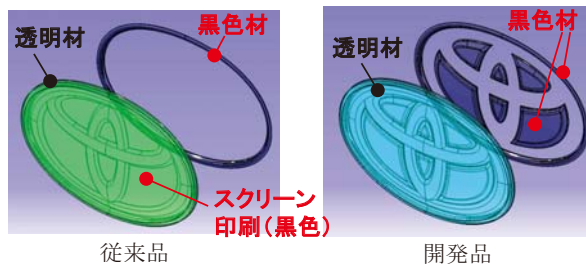 透明材
黒色材
スクリーン
印刷（黒色）
従来品
透明材
黒色材
開発品